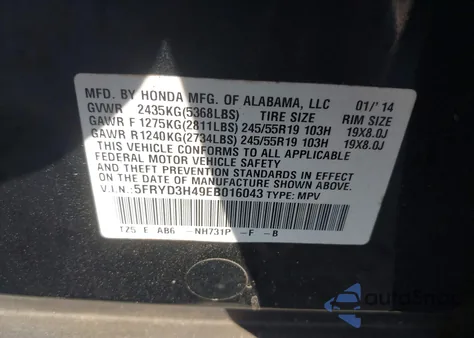 MFD. BY HONDA MFG. OF ALABAMA, LLC 01/'14
GVWR 2435KG(5368LBS) TIRE SIZE RIM SIZE
GAWR F 1275KG(2811LBS) 245/55R19 103H 19X8.0J
GAWR R1240KG(2734LBS) 245/55R19 103H 19X8.0J
THIS VEHICLE CONFORMS TO ALL APPLICABLE
FEDERAL MOTOR VEHICLE SAFETY
AND THEFT PREVENTION STANDARDS IN EFFECT ON
THE DATE OF MANUFACTURE SHOWN ABOVE.
V.I.N.:5FRYD3H49EB016043 TYPE: MPV
TZ5 E AB6 -NH731P -F -B